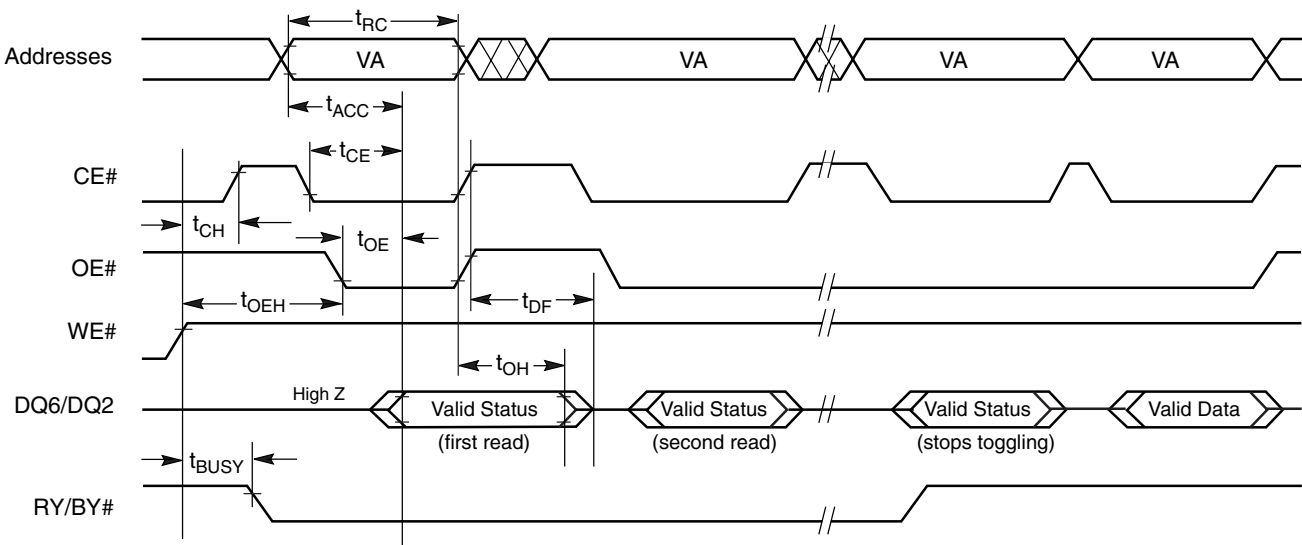 tRC
Addresses VA VA VA VA
tACC
tCE
CE#
tCH tOE
OE#
tOEH tDF
WE#
tOH
High Z
DQ6/DQ2 Valid Status Valid Status Valid Status Valid Data
(first read) (second read) (stops toggling)
tBUSY
RY/BY#